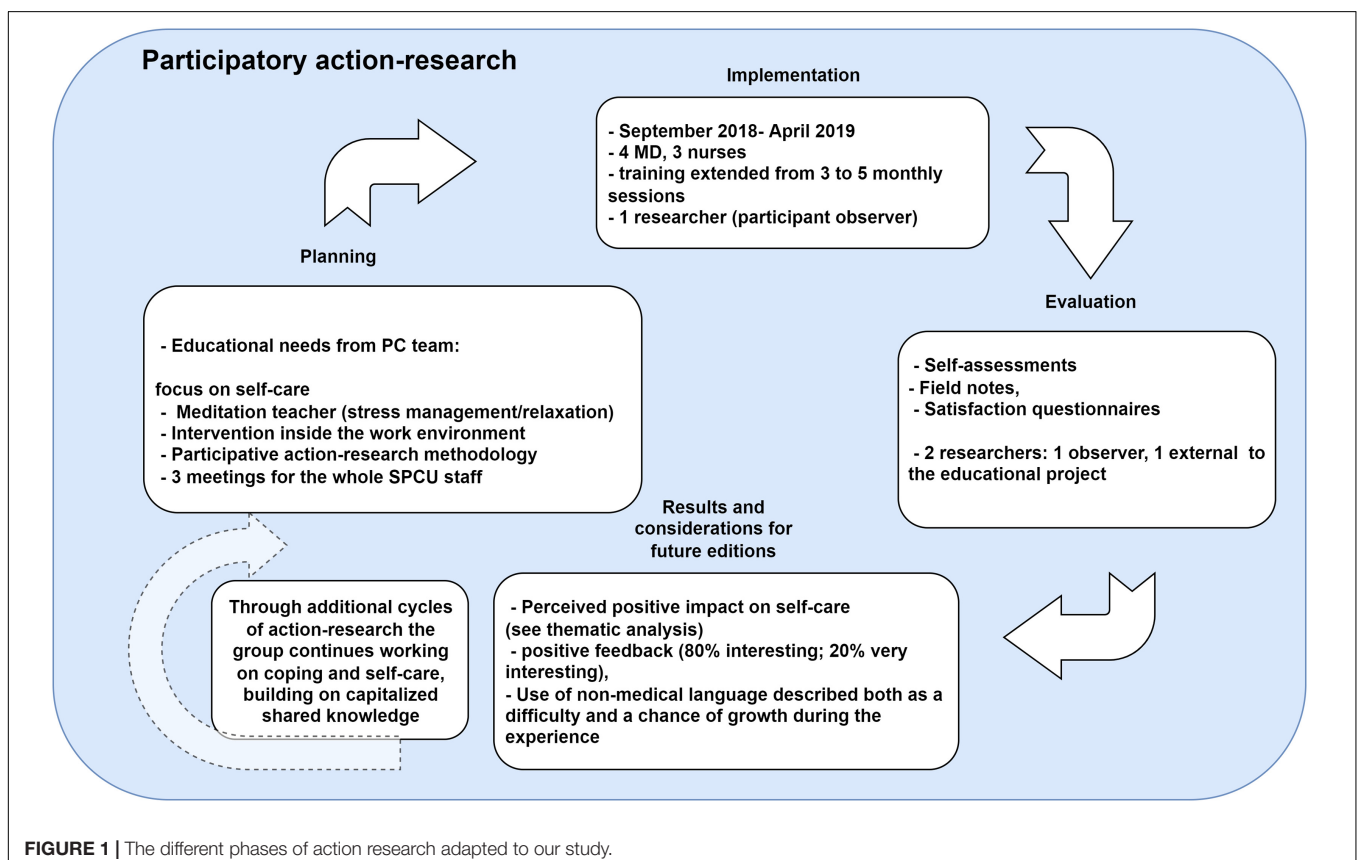 Participatory action-research
Implementation
- September 2018- April 2019
- 4 MD, 3 nurses
- training extended from 3 to 5 monthly
sessions
- 1 researcher (participant observer)
Planning
- Educational needs from PC team:
focus on self-care
- Meditation teacher (stress management/relaxation)
- Intervention inside the work environment
- Participative action-research methodology
- 3 meetings for the whole SPCU staff
Evaluation
- Self-assessments
- Field notes,
- Satisfaction questionnaires
- 2 researchers: 1 observer, 1 external to
the educational project
Results and
considerations for
future editions
- Perceived positive impact on self-care
(see thematic analysis)
- positive feedback (80% interesting; 20% very
interesting),
- Use of non-medical language described both as a
difficulty and a chance of growth during the
experience
Through additional cycles
of action-research the
group continues working
on coping and self-care,
building on capitalized
shared knowledge
FIGURE 1 | The different phases of action research adapted to our study.